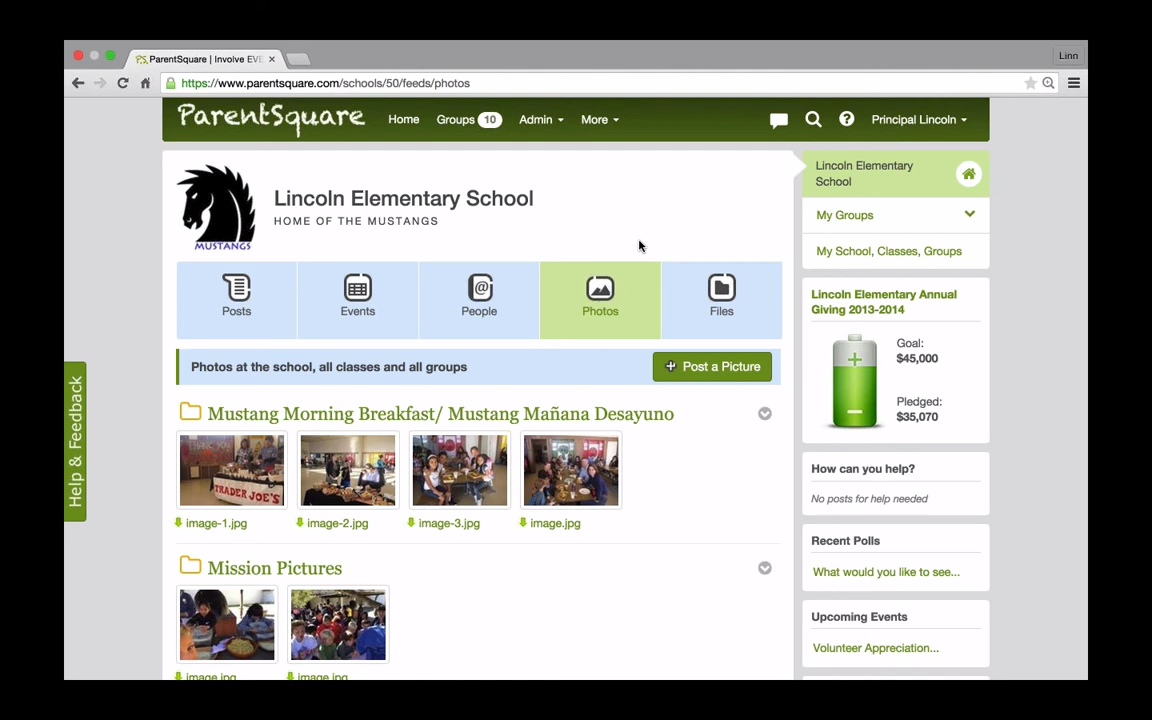 ParentSquare | Involve EVE
Linn
https://www.parentsquare.com/schools/50/feeds/photos
ParentSquare
Home
Groups 10
Admin
More
Principal Lincoln
MUSTANGS
Lincoln Elementary School
HOME OF THE MUSTANGS
Posts
Events
People
Photos
Files
Photos at the school, all classes and all groups
Post a Picture
Mustang Morning Breakfast/ Mustang Mañana Desayuno
TRADER JOE'S
image-1.jpg
image-2.jpg
image-3.jpg
image.jpg
Mission Pictures
image.jpg
image.jpg
Help & Feedback
Lincoln Elementary
School
My Groups
My School, Classes, Groups
Lincoln Elementary Annual
Giving 2013-2014
Goal:
$45,000
Pledged:
$35,070
How can you help?
No posts for help needed
Recent Polls
What would you like to see...
Upcoming Events
Volunteer Appreciation...